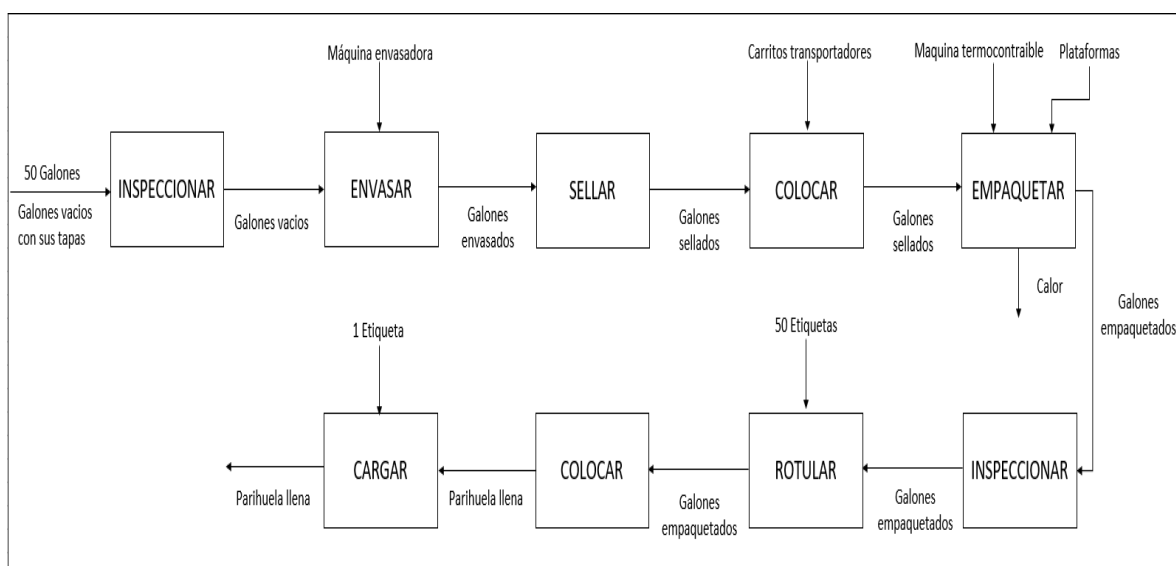 Máquina envasadora
Carritos transportadores
Maquina termocontraible
Plataformas
50 Galones
Galones vacios
con sus tapas
INSPECCIONAR
Galones vacios
ENVASAR
Galones
envasados
SELLAR
Galones
sellados
COLOCAR
Galones
sellados
EMPAQUETAR
Calor
Galones
empaquetados
INSPECCIONAR
Galones
empaquetados
50 Etiquetas
ROTULAR
Galones
empaquetados
COLOCAR
Parihuela llena
1 Etiqueta
CARGAR
Parihuela llena